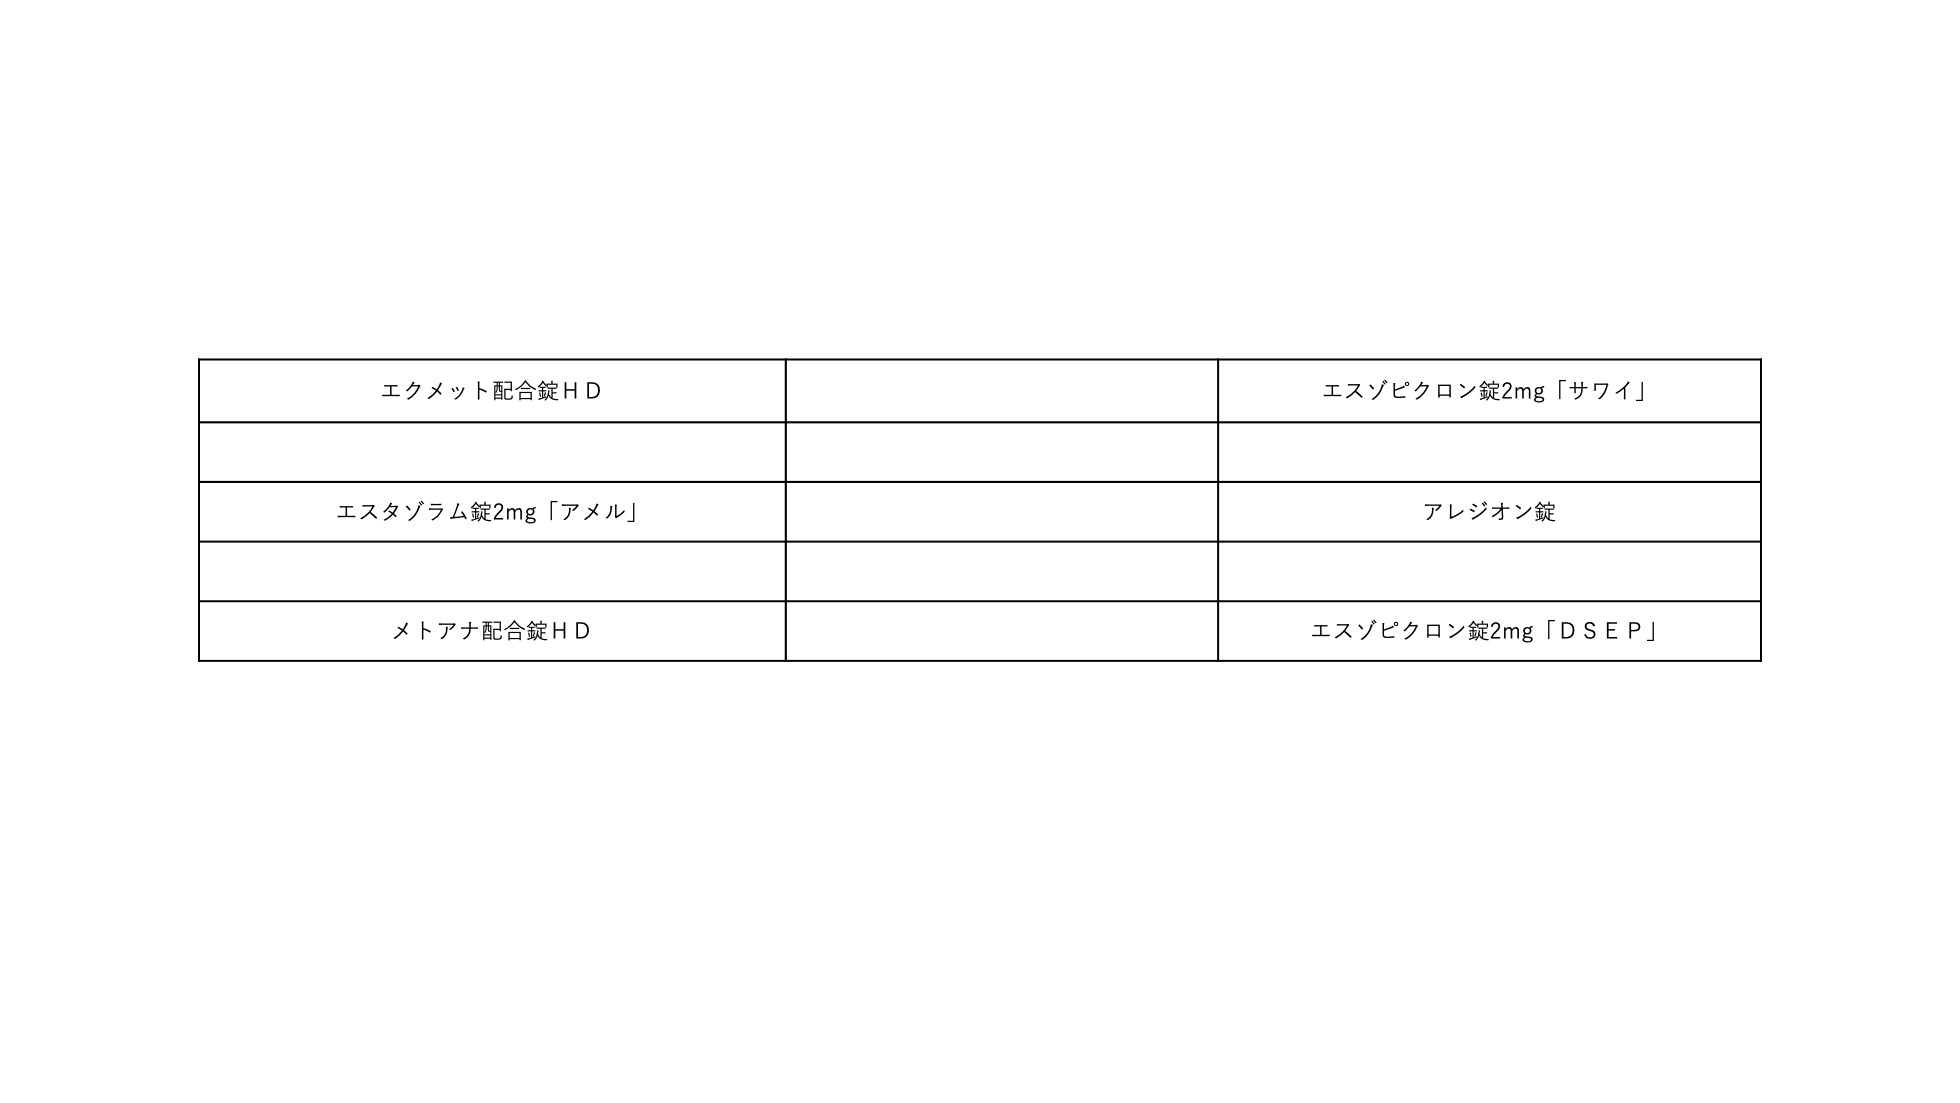 エクメット配合錠ＨＤ
エスゾピクロン錠2mg「サワイ」
エスタゾラム錠2mg「アメル」
アレジオン錠
メトアナ配合錠ＨＤ
エスゾピクロン錠2mg「ＤＳＥＰ」